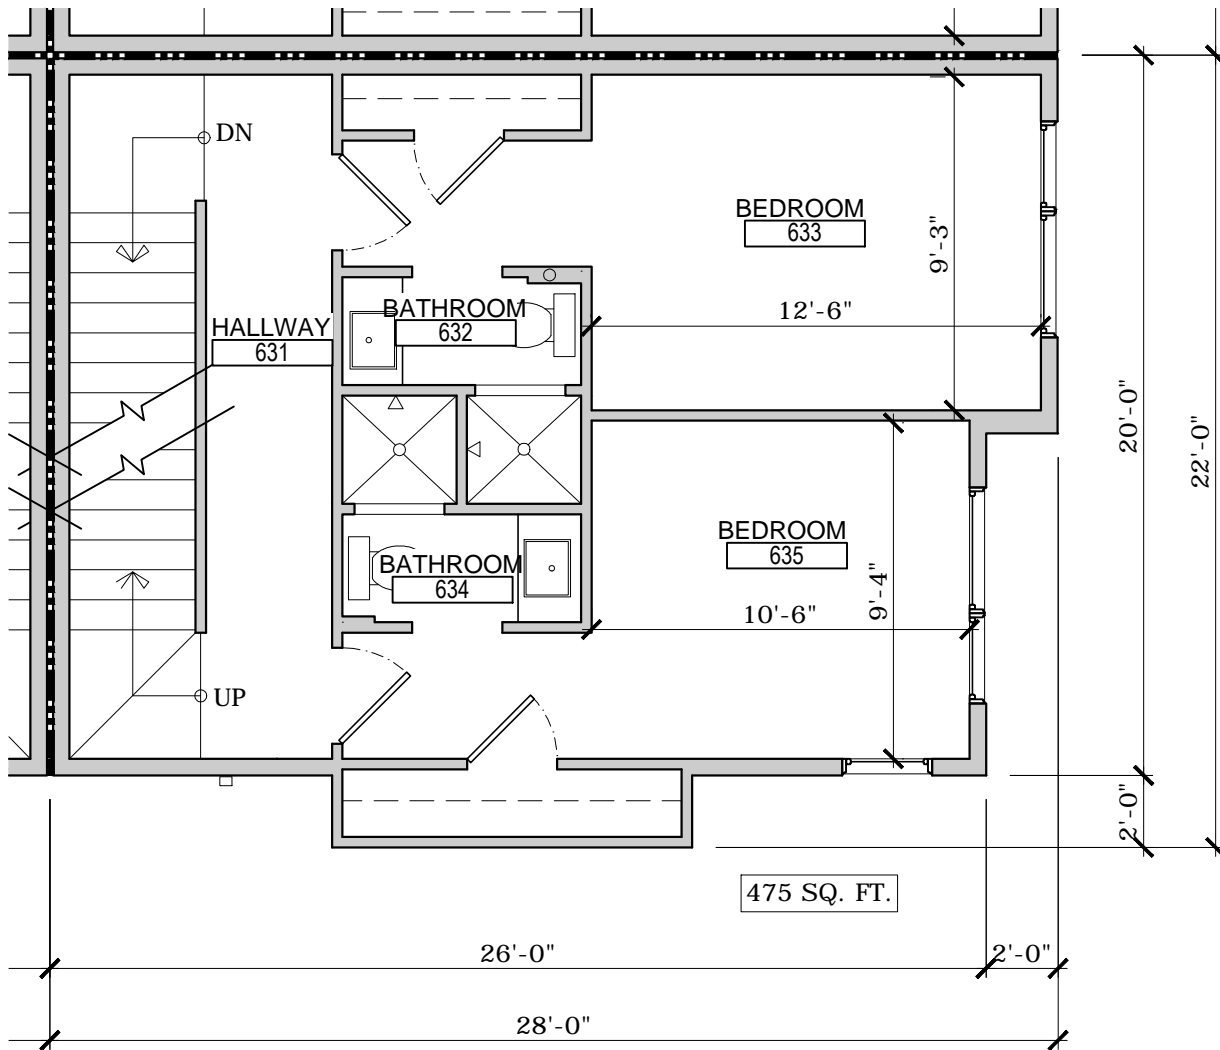 DN
BEDROOM
633
9'-3"
12'-6"
BATHROOM
632
HALLWAY
631
20'-0"
22'-0"
BEDROOM
635
BATHROOM
634
9'-4"
10'-6"
UP
2'-0"
475 SQ. FT.
26'-0"
2'-0"
28'-0"